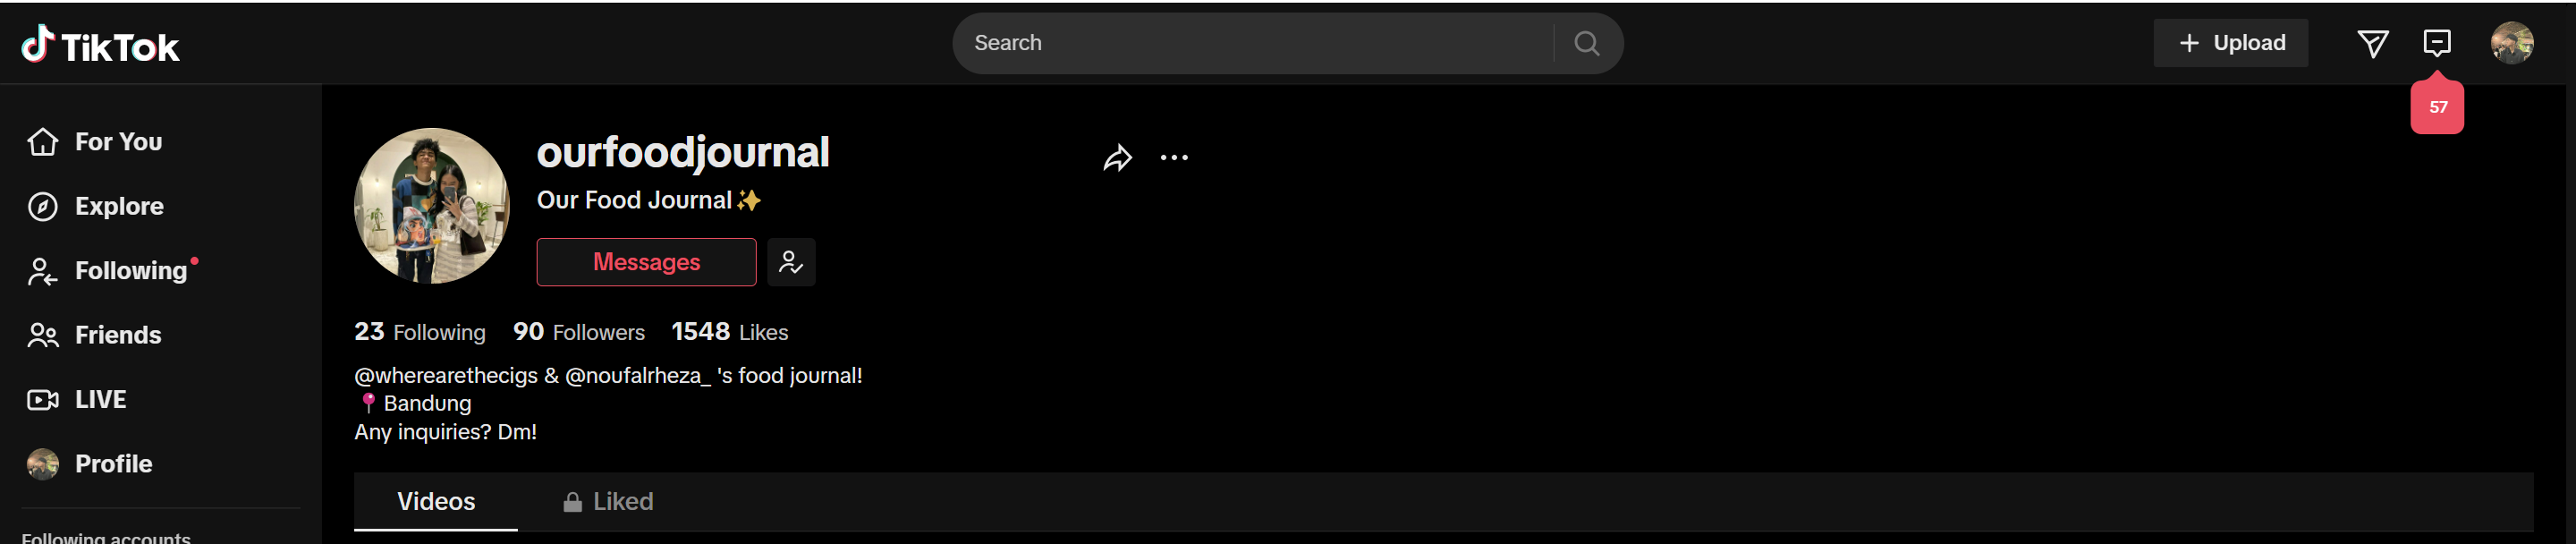 TikTok
Search
Upload
57
For You
Explore
Following
Friends
LIVE
Profile
Following accounts
ourfoodjournal
Our Food Journal✨
Messages
23 Following 90 Followers 1548 Likes
@wherearethecigs & @noufalrheza_ 's food journal!
📍Bandung
Any inquiries? Dm!
Videos Liked